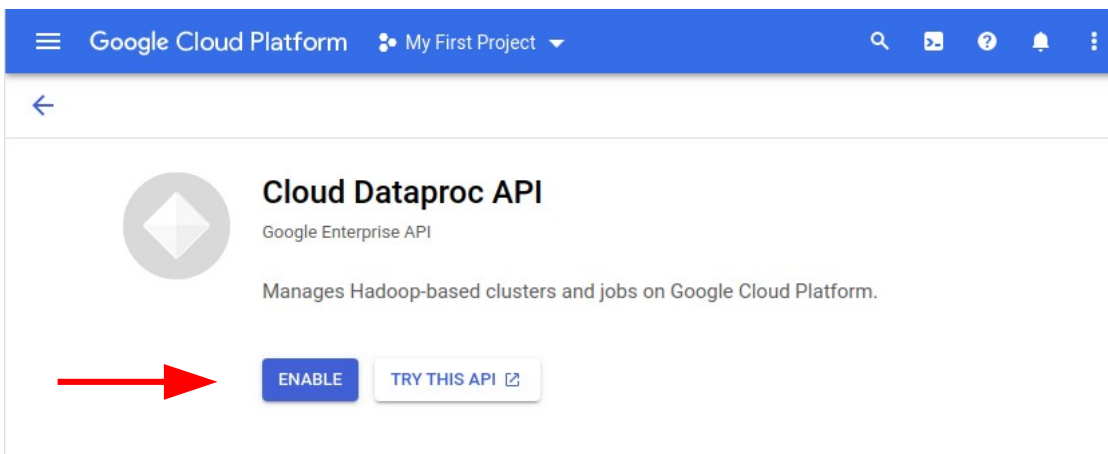 Google Cloud Platform My First Project
Cloud Dataproc API
Google Enterprise API
Manages Hadoop-based clusters and jobs on Google Cloud Platform.
ENABLE TRY THIS API